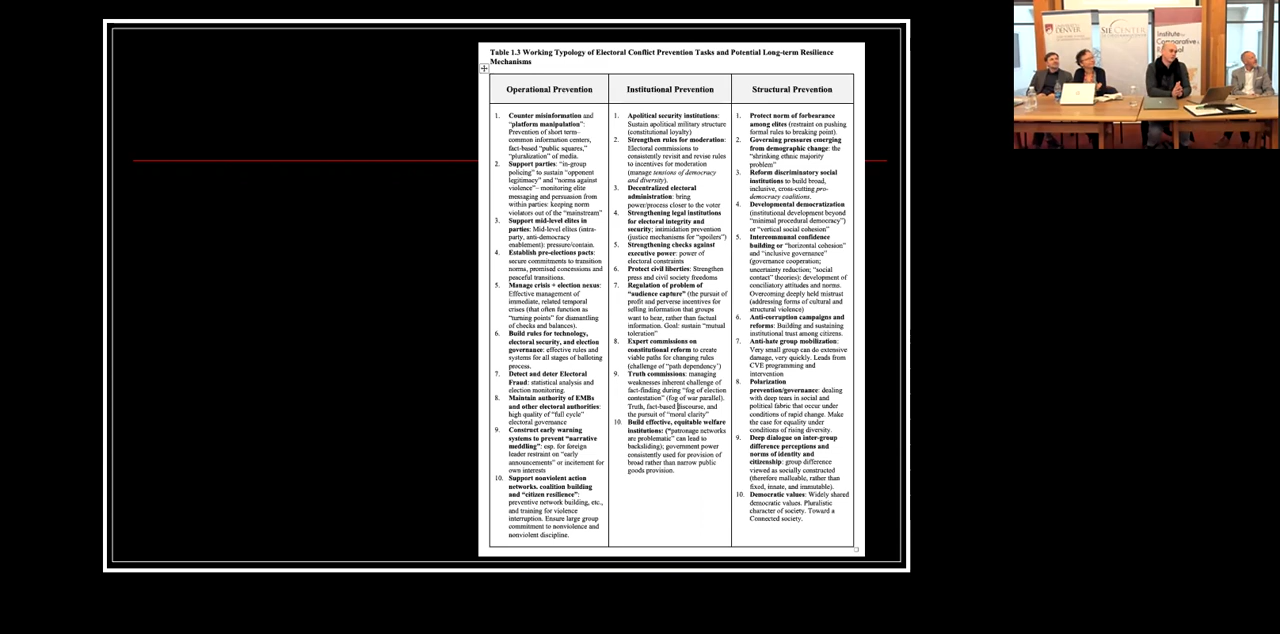 Table 1.3 Working Typology of Electoral Conflict Prevention Tasks and Potential Long-term Resilience
Mechanisms
Operational Prevention
1. Counter misinformation and
"platform manipulation":
Prevention of short term–
common information centers,
fact-based "public squares,"
"pluralization" of media.
2. Support parties: "in-group
policing" to sustain "opponent
legitimacy" and "norms against
violence"– monitoring elite
messaging and persuasion from
within parties: keeping norm
violators out of the "mainstream"
3. Support mid-level elites in
parties: Mid-level elites (intra-
party, anti-democracy
enablement): pressure/contain.
4. Establish pre-elections pacts:
secure commitments to transition
norms, promised concessions and
peaceful transitions.
5. Manage crisis + election nexus:
Effective management of
immediate, related temporal
crises (that often function as
"turning points" for dismantling
of checks and balances).
6. Build rules for technology,
electoral security, and election
governance: effective rules and
systems for all stages of balloting
process.
7. Detect and deter Electoral
Fraud: statistical analysis and
election monitoring.
8. Maintain authority of EMBs
and other electoral authorities:
high quality of "full cycle"
electoral governance
9. Construct early warning
systems to prevent "narrative
meddling": esp. for foreign
leader restraint on "early
announcements" or incitement for
own interests
10. Support nonviolent action
networks. coalition building
and "citizen resilience":
preventive network building, etc.,
and training for violence
interruption. Ensure large group
commitment to nonviolence and
nonviolent discipline.
Institutional Prevention
1. Apolitical security institutions:
Sustain apolitical military structure
(constitutional loyalty)
2. Strengthen rules for moderation:
Electoral commissions to
consistently revisit and revise rules
to incentives for moderation
(manage tensions of democracy
and diversity).
3. Decentralized electoral
administration: bring
power/process closer to the voter
4. Strengthening legal institutions
for electoral integrity and
security; intimidation prevention
(justice mechanisms for "spoilers")
5. Strengthening checks against
executive power: power of
electoral constraints
6. Protect civil liberties: Strengthen
press and civil society freedoms
7. Regulation of problem of
"audience capture" (the pursuit of
profit and perverse incentives for
selling information that groups
want to hear, rather than factual
information. Goal: sustain "mutual
toleration"
8. Expert commissions on
constitutional reform to create
viable paths for changing rules
(challenge of "path dependency')
9. Truth commissions: managing
weaknesses inherent challenge of
fact-finding during "fog of election
contestation" (fog of war parallel).
Truth, fact-based discourse, and
the pursuit of "moral clarity"
10. Build effective, equitable welfare
institutions: ("patronage networks
are problematic" can lead to
backsliding); government power
consistently used for provision of
broad rather than narrow public
goods provision.
Structural Prevention
1. Protect norm of forbearance
among elites (restraint on pushing
formal rules to breaking point).
2. Governing pressures emerging
from demographic change: the
"shrinking ethnic majority
problem"
3. Reform discriminatory social
institutions to build broad,
inclusive, cross-cutting pro-
democracy coalitions.
4. Developmental democratization
(institutional development beyond
"minimal procedural democracy")
or "vertical social cohesion"
5. Intercommunal confidence
building or "horizontal cohesion"
and "inclusive governance"
(governance cooperation;
uncertainty reduction; "social
contact" theories): development of
conciliatory attitudes and norms.
Overcoming deeply held mistrust
(addressing forms of cultural and
structural violence)
6. Anti-corruption campaigns and
reforms: Building and sustaining
institutional trust among citizens.
7. Anti-hate group mobilization:
Very small group can do extensive
damage, very quickly. Leads from
CVE programming and
intervention
8. Polarization
prevention/governance: dealing
with deep tears in social and
political fabric that occur under
conditions of rapid change. Make
the case for equality under
conditions of rising diversity.
9. Deep dialogue on inter-group
difference perceptions and
norms of identity and
citizenship: group difference
viewed as socially constructed
(therefore malleable, rather than
fixed, innate, and immutable).
10. Democratic values: Widely shared
democratic values. Pluralistic
character of society. Toward a
Connected society.
UNIVERSITY
DENVER
SIE CENTER
Institute
Comparative